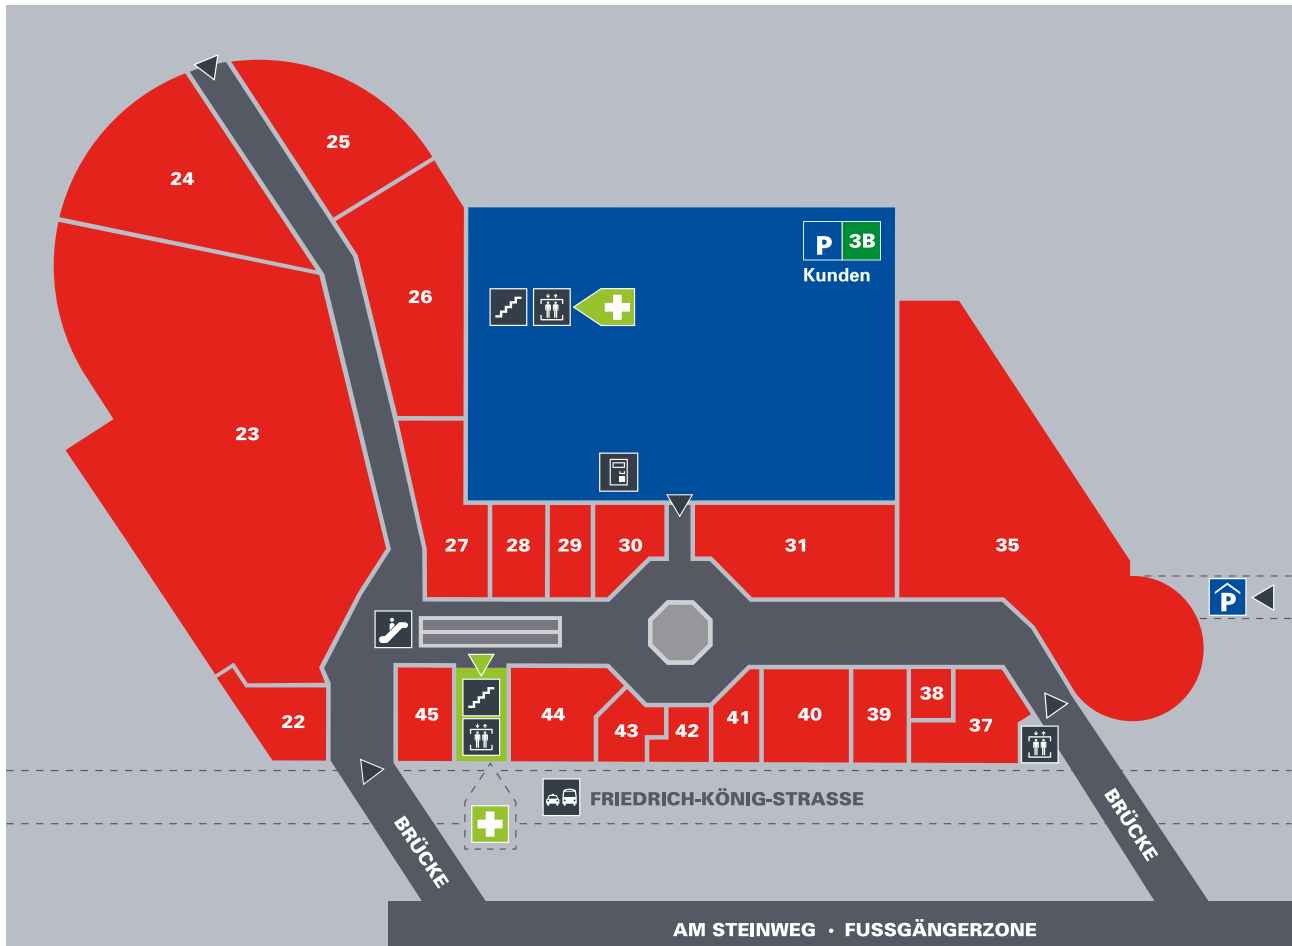 25
24
P 3B
Kunden
26
23
27
28
29
30
31
35
P
22
45
44
43
42
41
40
39
38
37
FRIEDRICH-KÖNIG-STRASSE
BRÜCKE
BRÜCKE
AM STEINWEG · FUSSGÄNGERZONE